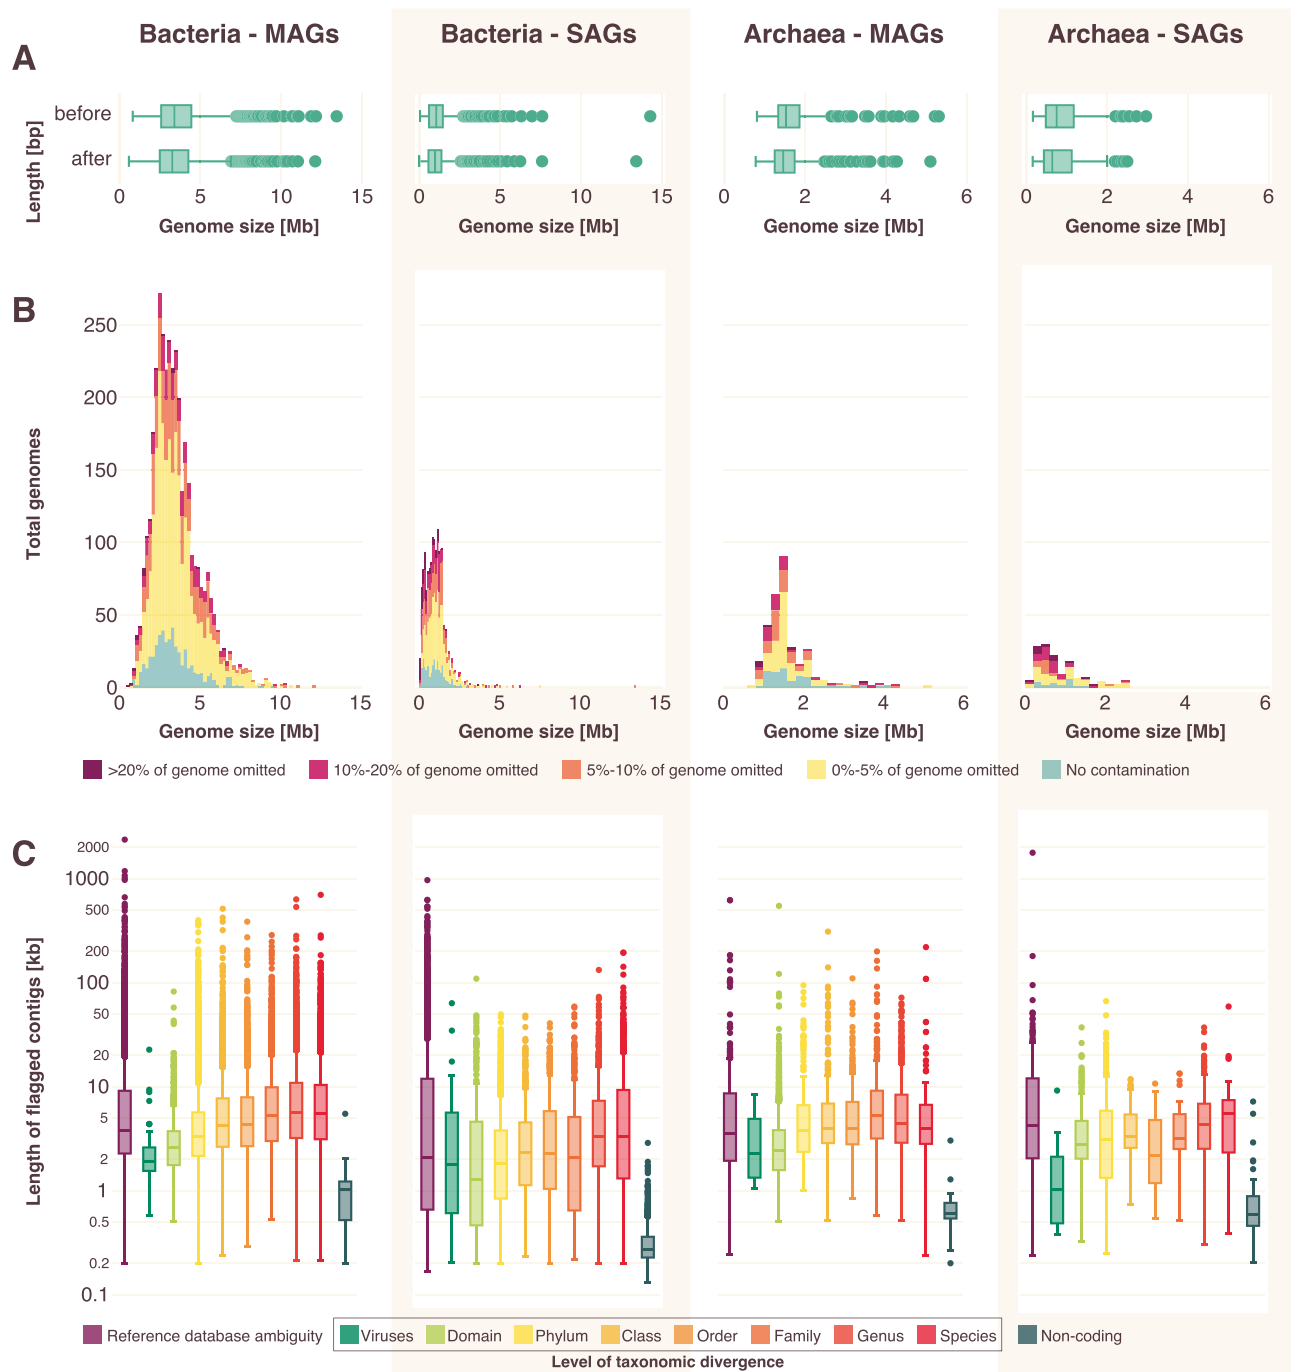 Bacteria - MAGs
Bacteria - SAGs
Archaea - MAGs
Archaea - SAGs
A
Length [bp]
before
after
0 5 10 15
0 5 10 15
0 2 4 6
0 2 4 6
Genome size [Mb]
Genome size [Mb]
Genome size [Mb]
Genome size [Mb]
B
Total genomes
250
200
150
100
50
0
0 5 10 15
0 5 10 15
0 2 4 6
0 2 4 6
Genome size [Mb]
Genome size [Mb]
Genome size [Mb]
Genome size [Mb]
>20% of genome omitted
10%-20% of genome omitted
5%-10% of genome omitted
0%-5% of genome omitted
No contamination
C
Length of flagged contigs [kb]
2000
1000
500
200
100
50
20
10
5
2
1
0.5
0.2
0.1
Reference database ambiguity
Viruses
Domain
Phylum
Class
Order
Family
Genus
Species
Non-coding
Level of taxonomic divergence